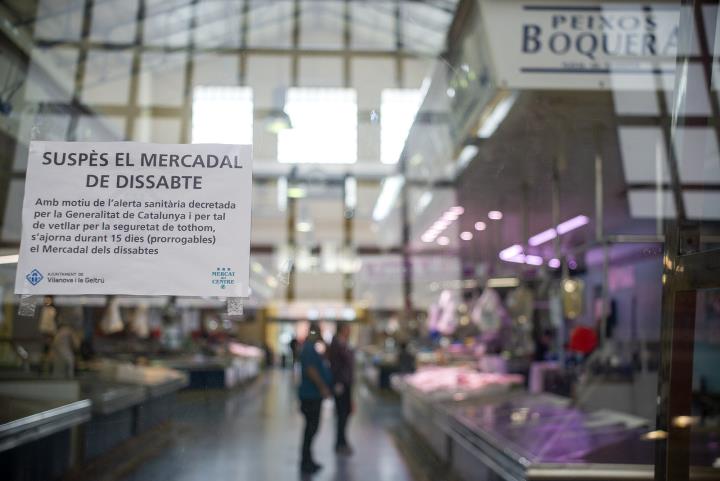 PEIXOS
BOQUERA
SUSPÈS EL MERCADAL
DE DISSABTE
Amb motiu de l'alerta sanitària decretada
per la Generalitat de Catalunya i per tal
de vetllar per la seguretat de tothom,
s'ajorna durant 15 dies (prorrogables)
el Mercadal dels dissabtes
AJUNTAMENT DE
Vilanova i la Geltrú
MERCAT
DEL
CENTRE